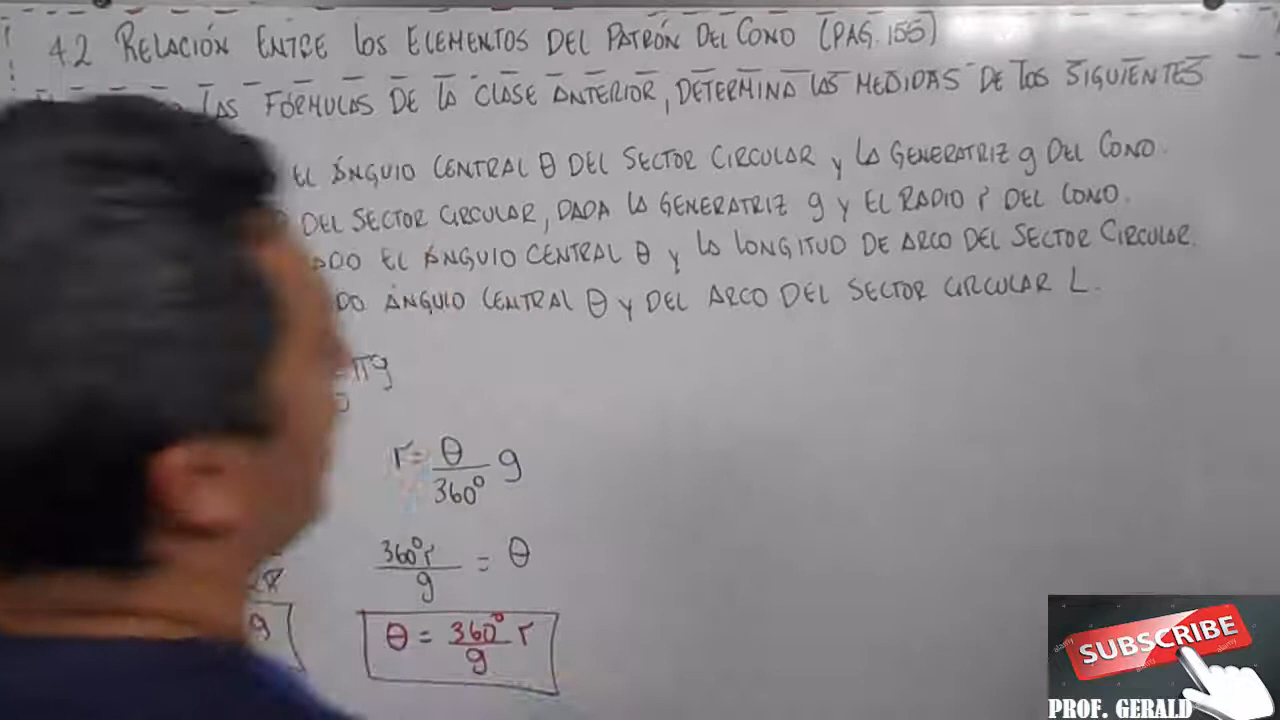 4.2 RELACIÓN ENTRE LOS ELEMENTOS DEL PATRÓN DEL CONO (PÁG. 155)
LAS FÓRMULAS DE LA CLASE ANTERIOR, DETERMINA LAS MEDIDAS DE LOS SIGUIENTES
EL ÁNGULO CENTRAL θ DEL SECTOR CIRCULAR Y LA GENERATRIZ g DEL CONO.
DEL SECTOR CIRCULAR, DADA LA GENERATRIZ g Y EL RADIO r DEL CONO.
EL ÁNGULO CENTRAL θ Y LA LONGITUD DE ARCO DEL SECTOR CIRCULAR.
ÁNGULO CENTRAL θ Y DEL ARCO DEL SECTOR CIRCULAR L.
πg
r = θ/360° g
360°r/g = θ
g
θ = 360°/g r
SUBSCRIBE
PROF. GERALD